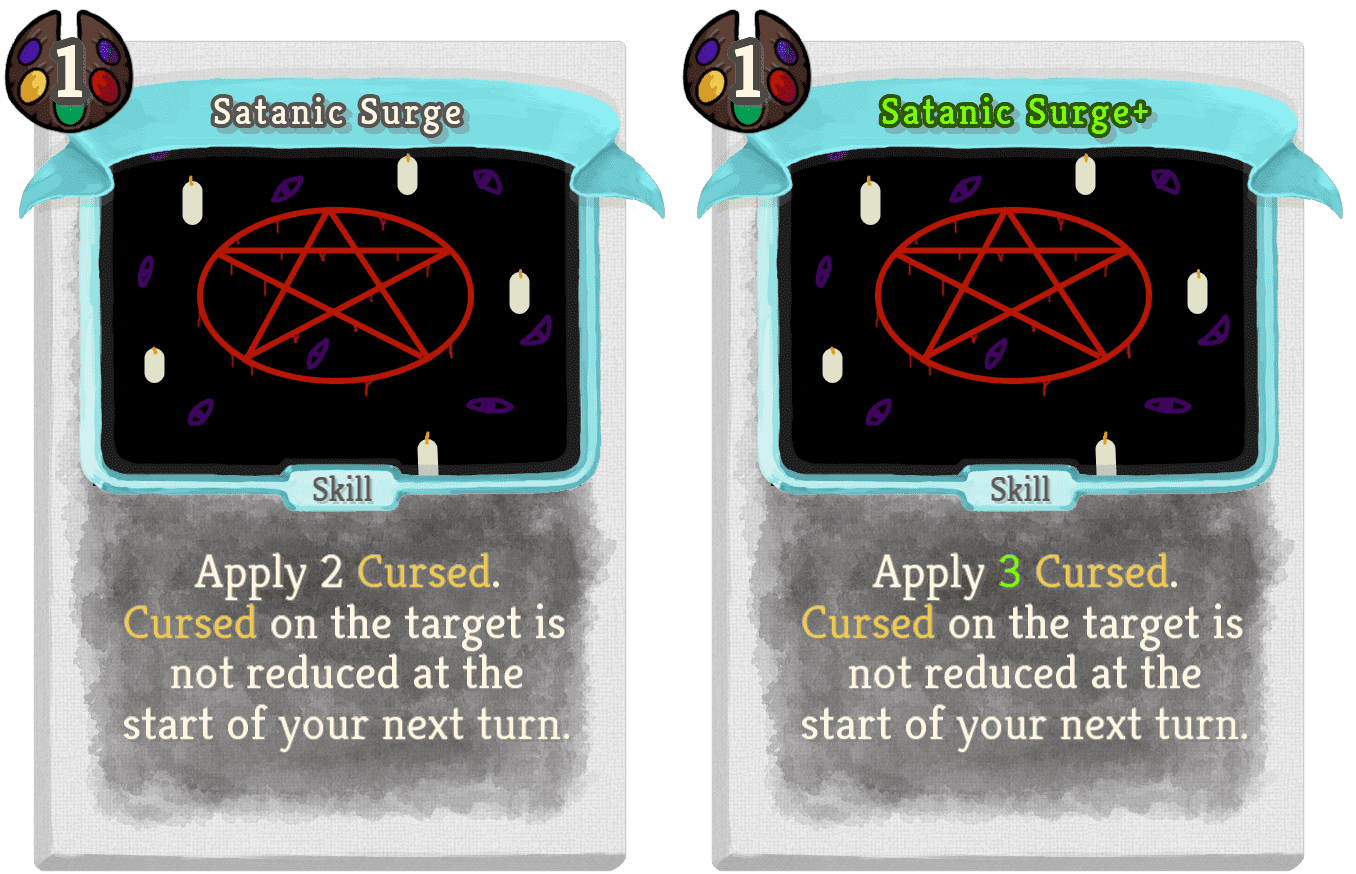 1
Satanic Surge
Skill
Apply 2 Cursed.
Cursed on the target is
not reduced at the
start of your next turn.
1
Satanic Surge+
Skill
Apply 3 Cursed.
Cursed on the target is
not reduced at the
start of your next turn.